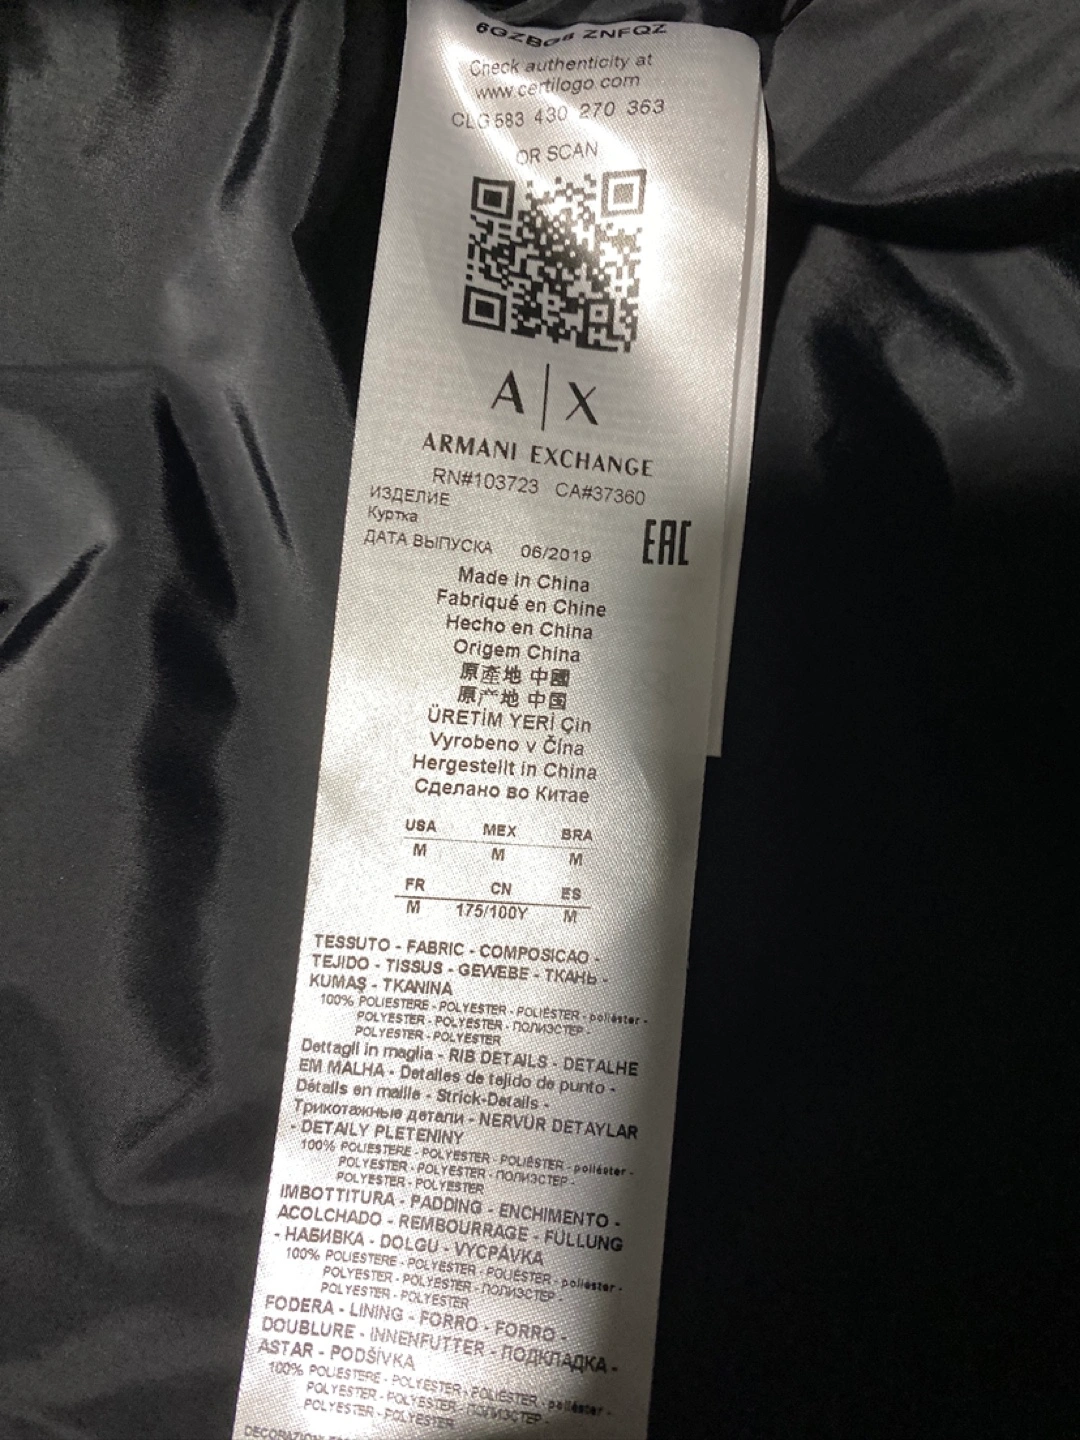 ZNFQZ
Check authenticity at
www.certilogo.com
CLG 583 430 270 363
OR SCAN
A|X
ARMANI EXCHANGE
RN#103723 CA#37360
ИЗДЕЛИЕ
Куртка
EAC
ДАТА ВЫПУСКА 06/2019
Made in China
Fabriqué en Chine
Hecho en China
Origem China
原產地 中國
原产地 中国
ÜRETİM YERİ Çin
Vyrobeno v Čína
Hergestellt in China
Сделано во Китае
USA MEX BRA
M M M
FR CN ES
M 175/100Y M
TESSUTO - FABRIC - COMPOSICAO -
TEJIDO - TISSUS - GEWEBE - ТКАНЬ -
KUMAŞ - TKANINA
100% POLIESTERE - POLYESTER - POLIÉSTER - poliéster -
POLYESTER - POLYESTER - ПОЛИЭСТЕР -
POLYESTER - POLYESTER
Dettagli in maglia - RIB DETAILS - DETALHE
EM MALHA - Detalles de tejido de punto -
Détails en maille - Strick-Details -
Трикотажные детали - NERVÜR DETAYLAR
- DETAILY PLETENINY
100% POLIESTERE - POLYESTER - POLIÉSTER - poliéster -
POLYESTER - POLYESTER - ПОЛИЭСТЕР -
POLYESTER - POLYESTER
IMBOTTITURA - PADDING - ENCHIMENTO -
ACOLCHADO - REMBOURRAGE - FÜLLUNG
- НАБИВКА - DOLGU - VYCPÁVKA
100% POLIESTERE - POLYESTER - POLIÉSTER - poliéster -
POLYESTER - POLYESTER - ПОЛИЭСТЕР -
POLYESTER - POLYESTER
FODERA - LINING - FORRO - FORRO -
DOUBLURE - INNENFUTTER - ПОДКЛАДКА -
ASTAR - PODŠÍVKA
100% POLIESTERE - POLYESTER - POLIÉSTER - poliéster -
POLYESTER - POLYESTER - ПОЛИЭСТЕР -
POLYESTER - POLYESTER